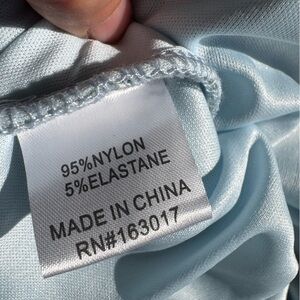 95%NYLON
5%ELASTANE
MADE IN CHINA
RN#163017